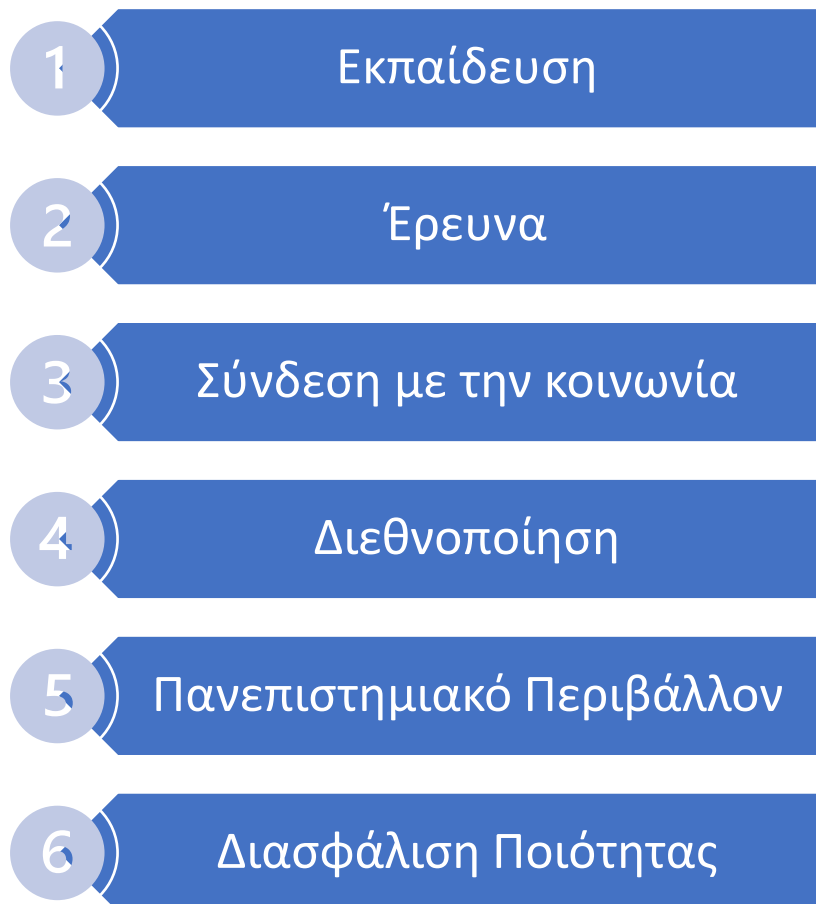 1 Εκπαίδευση
2 Έρευνα
3 Σύνδεση με την κοινωνία
4 Διεθνοποίηση
5 Πανεπιστημιακό Περιβάλλον
6 Διασφάλιση Ποιότητας